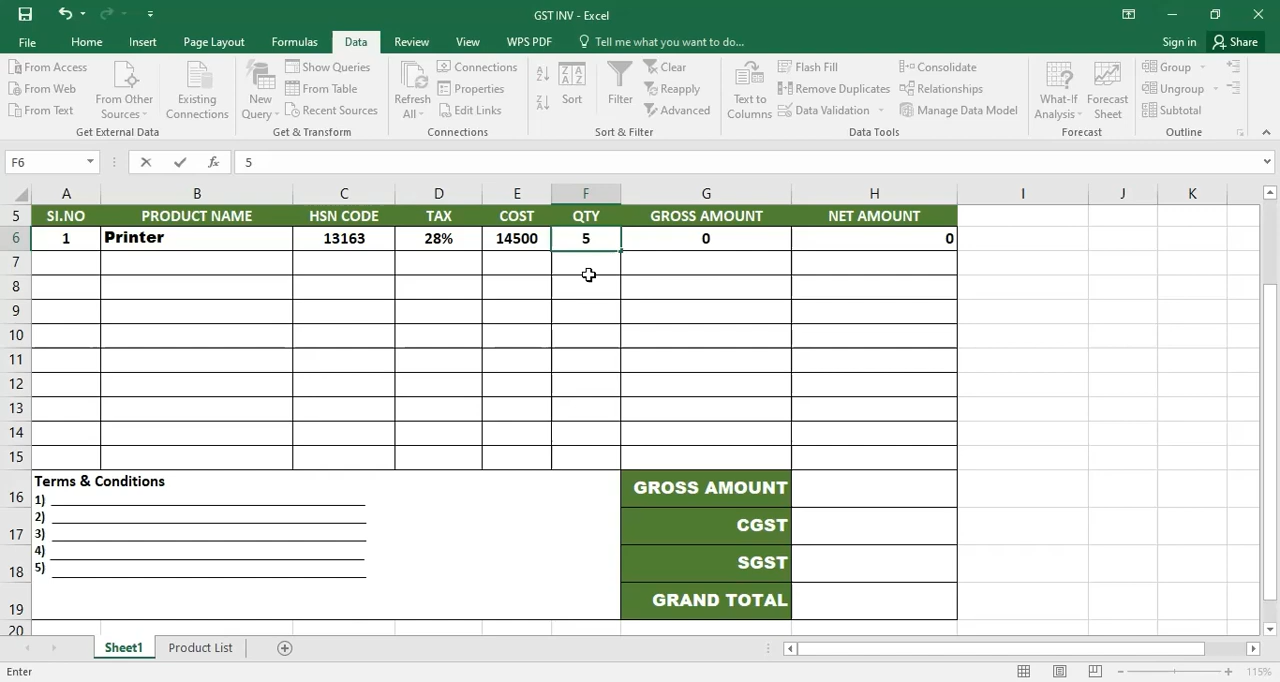 GST INV - Excel
File Home Insert Page Layout Formulas Data Review View WPS PDF Tell me what you want to do... Sign in Share
From Access
From Web
From Text
From Other Sources
Existing Connections
Get External Data
New Query
Show Queries
From Table
Recent Sources
Get & Transform
Refresh All
Connections
Properties
Edit Links
Connections
Sort
Filter
Clear
Reapply
Advanced
Sort & Filter
Text to Columns
Flash Fill
Remove Duplicates
Data Validation
Consolidate
Relationships
Manage Data Model
Data Tools
What-If Analysis
Forecast Sheet
Forecast
Group
Ungroup
Subtotal
Outline
F6 fx 5
A B C D E F G H I J K
5 SI.NO PRODUCT NAME HSN CODE TAX COST QTY GROSS AMOUNT NET AMOUNT
6 1 Printer 13163 28% 14500 5 0 0
7
8
9
10
11
12
13
14
15
Terms & Conditions
16 1) GROSS AMOUNT
2)
17 3) CGST
4)
18 5) SGST
19 GRAND TOTAL
20
Sheet1 Product List
Enter 115%